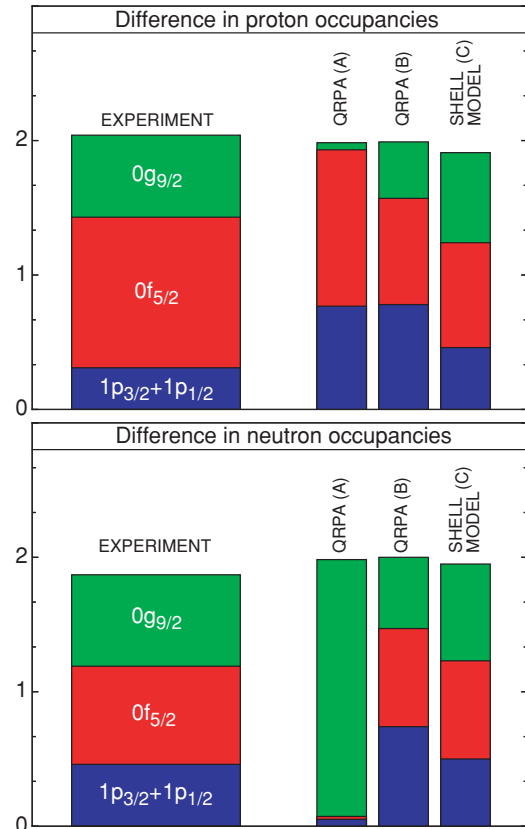 Difference in proton occupancies
EXPERIMENT
QRPA (A)
QRPA (B)
SHELL MODEL (C)
2
1
0
0g9/2
0f5/2
1p3/2+1p1/2
Difference in neutron occupancies
EXPERIMENT
QRPA (A)
QRPA (B)
SHELL
MODEL (C)
2
1
0
0g9/2
0f5/2
1p3/2+1p1/2